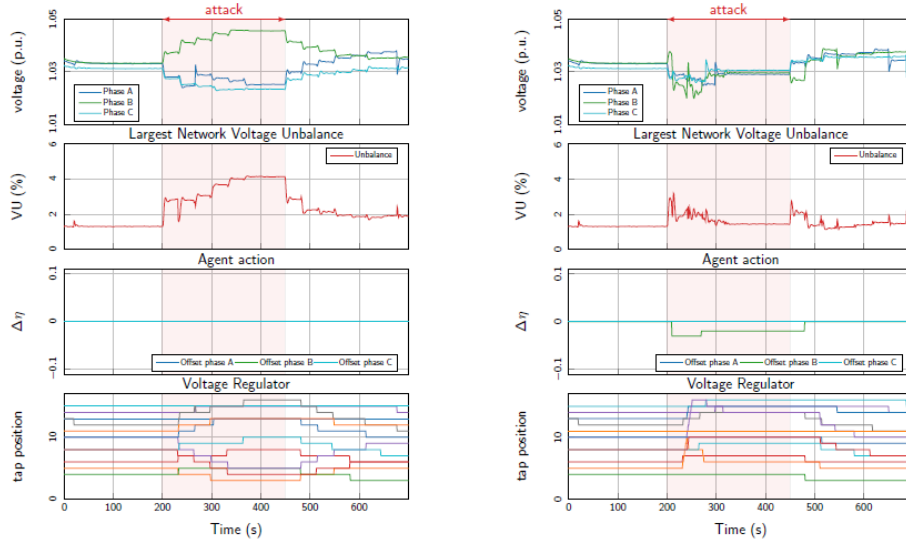 attack
1.05
1.03
1.01
voltage (p.u.)
Phase A
Phase B
Phase C
Largest Network Voltage Unbalance
6
4
2
0
VU (%)
Unbalance
Agent action
0.1
0
−0.1
Δη
Offset phase A
Offset phase B
Offset phase C
Voltage Regulator
10
tap position
0 100 200 300 400 500 600
Time (s)
attack
1.05
1.03
1.01
voltage (p.u.)
Phase A
Phase B
Phase C
Largest Network Voltage Unbalance
6
4
2
0
VU (%)
Unbalance
Agent action
0.1
0
−0.1
Δη
Offset phase A
Offset phase B
Offset phase C
Voltage Regulator
10
tap position
0 100 200 300 400 500 600
Time (s)